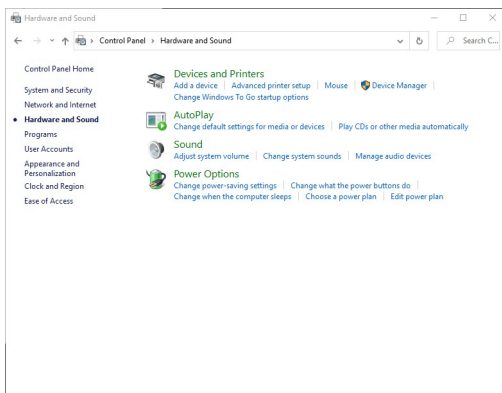 Hardware and Sound
Control Panel › Hardware and Sound
Search C...
Control Panel Home
System and Security
Network and Internet
Hardware and Sound
Programs
User Accounts
Appearance and
Personalization
Clock and Region
Ease of Access
Devices and Printers
Add a device | Advanced printer setup | Mouse | Device Manager |
Change Windows To Go startup options
AutoPlay
Change default settings for media or devices | Play CDs or other media automatically
Sound
Adjust system volume | Change system sounds | Manage audio devices
Power Options
Change power-saving settings | Change what the power buttons do |
Change when the computer sleeps | Choose a power plan | Edit power plan